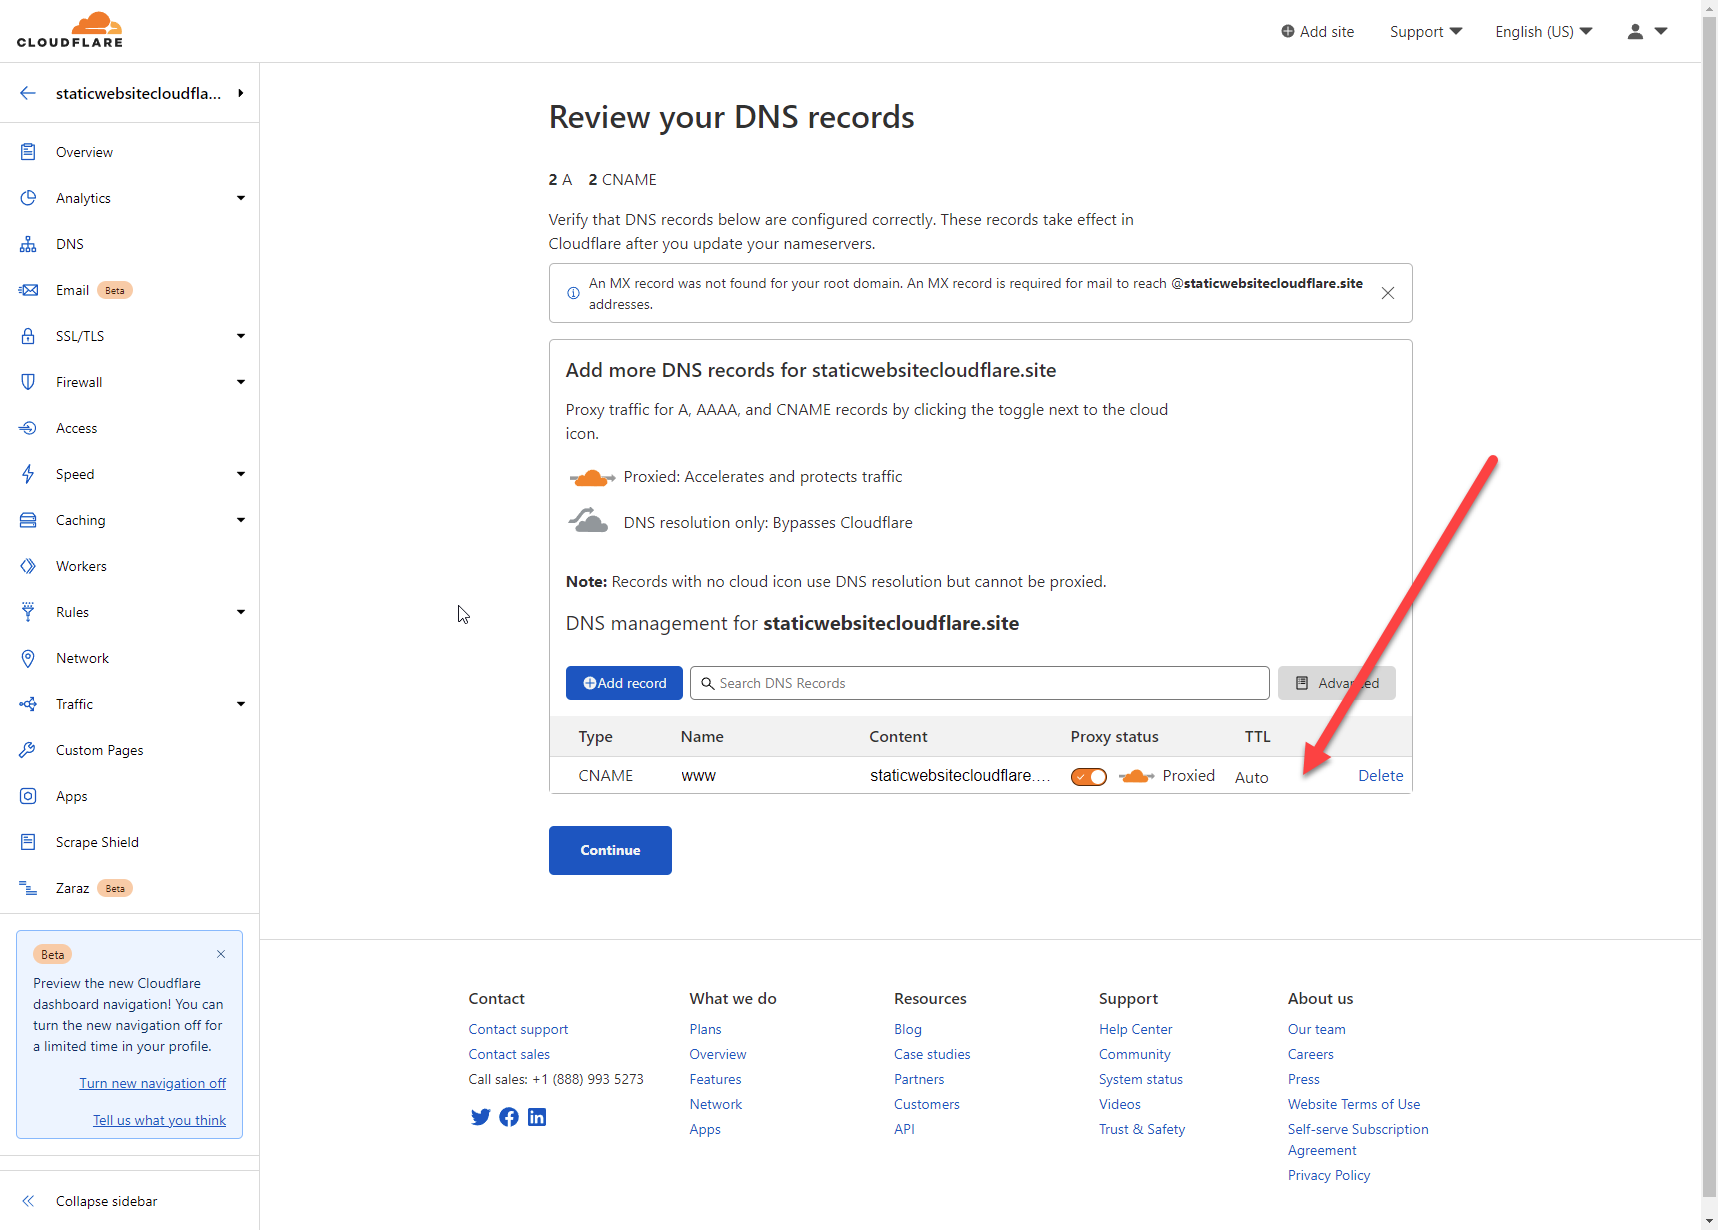 CLOUDFLARE
Add site
Support
English (US)
staticwebsitecloudfla...
Overview
Analytics
DNS
Email Beta
SSL/TLS
Firewall
Access
Speed
Caching
Workers
Rules
Network
Traffic
Custom Pages
Apps
Scrape Shield
Zaraz Beta
Beta
Preview the new Cloudflare
dashboard navigation! You can
turn the new navigation off for
a limited time in your profile.
Turn new navigation off
Tell us what you think
Collapse sidebar
Review your DNS records
2 A 2 CNAME
Verify that DNS records below are configured correctly. These records take effect in
Cloudflare after you update your nameservers.
An MX record was not found for your root domain. An MX record is required for mail to reach @staticwebsitecloudflare.site
addresses.
Add more DNS records for staticwebsitecloudflare.site
Proxy traffic for A, AAAA, and CNAME records by clicking the toggle next to the cloud
icon.
Proxied: Accelerates and protects traffic
DNS resolution only: Bypasses Cloudflare
Note: Records with no cloud icon use DNS resolution but cannot be proxied.
DNS management for staticwebsitecloudflare.site
Add record
Search DNS Records
Advanced
Type Name Content Proxy status TTL
CNAME www staticwebsitecloudflare.... Proxied Auto Delete
Continue
Contact
Contact support
Contact sales
Call sales: +1 (888) 993 5273
What we do
Plans
Overview
Features
Network
Apps
Resources
Blog
Case studies
Partners
Customers
API
Support
Help Center
Community
System status
Videos
Trust & Safety
About us
Our team
Careers
Press
Website Terms of Use
Self-serve Subscription
Agreement
Privacy Policy